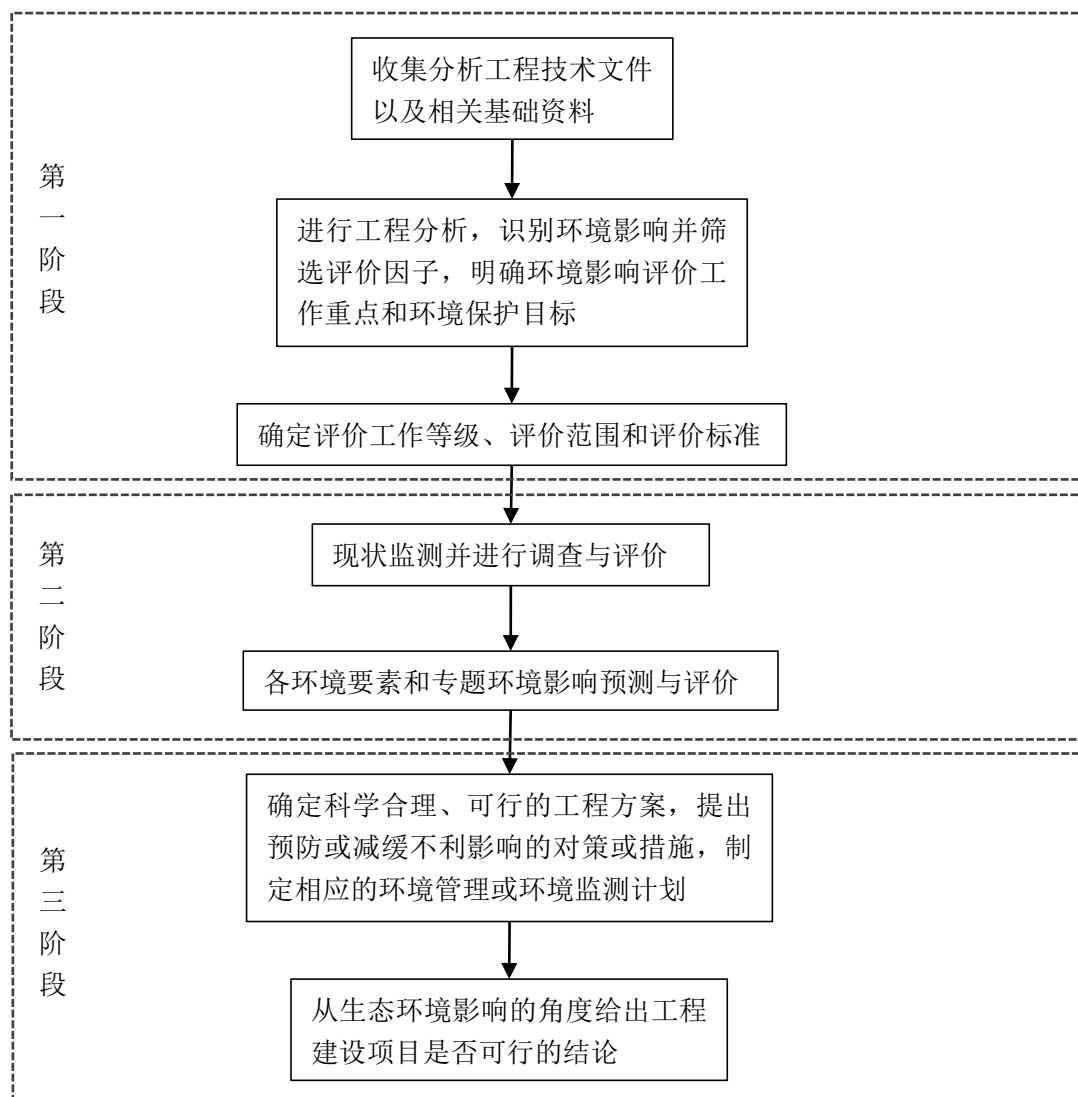 收集分析工程技术文件
以及相关基础资料
第
一
阶
段
进行工程分析，识别环境影响并筛
选评价因子，明确环境影响评价工
作重点和环境保护目标
确定评价工作等级、评价范围和评价标准
第
二
阶
段
现状监测并进行调查与评价
各环境要素和专题环境影响预测与评价
第
三
阶
段
确定科学合理、可行的工程方案，提出
预防或减缓不利影响的对策或措施，制
定相应的环境管理或环境监测计划
从生态环境影响的角度给出工程
建设项目是否可行的结论